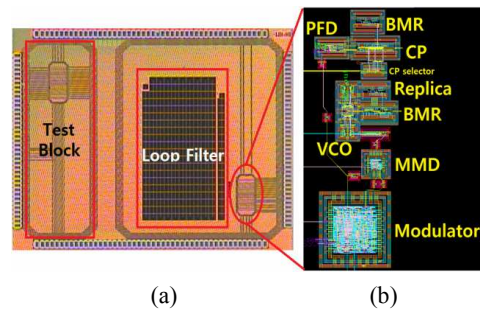 PFD
BMR
CP
CP selector
Replica
BMR
VCO
MMD
Modulator
Test
Block
Loop Filter
(a)
(b)